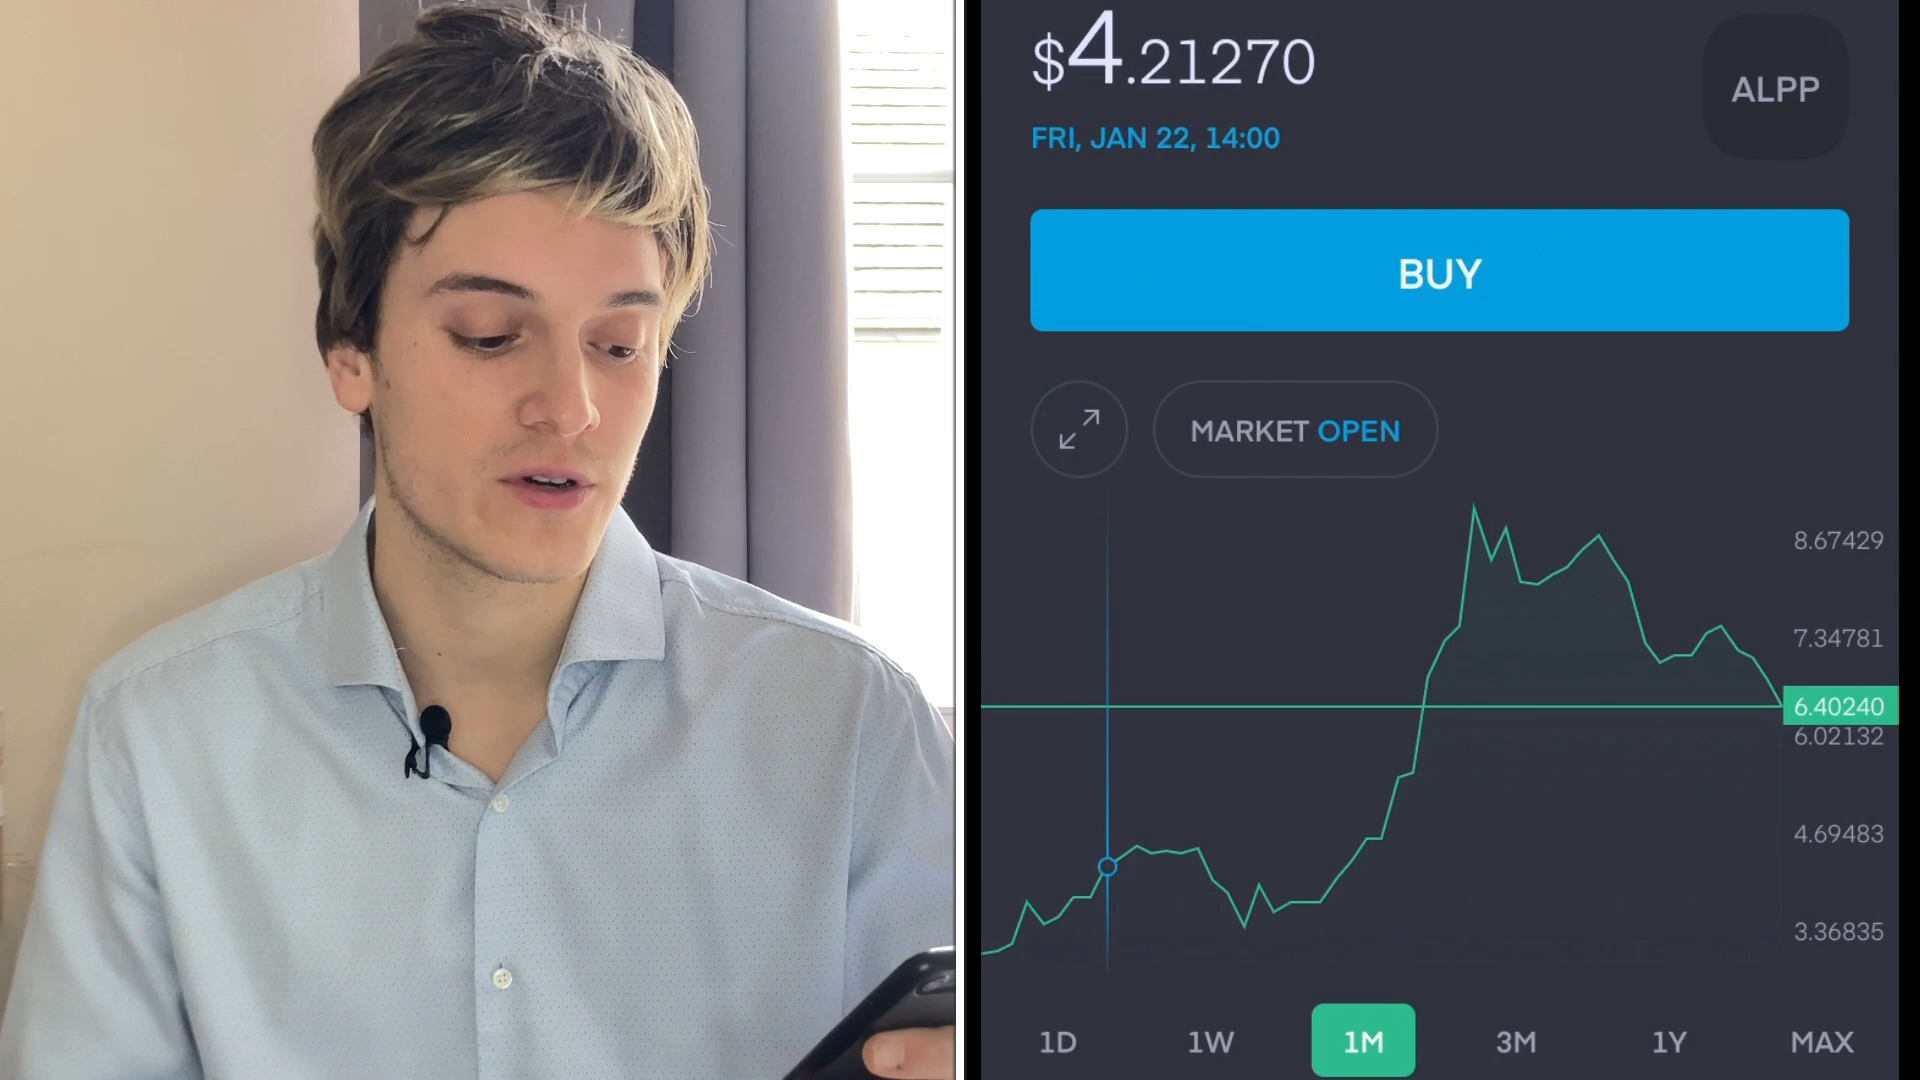 $4.21270
ALPP
FRI, JAN 22, 14:00
BUY
MARKET OPEN
8.67429
7.34781
6.40240
6.02132
4.69483
3.36835
1D 1W 1M 3M 1Y MAX